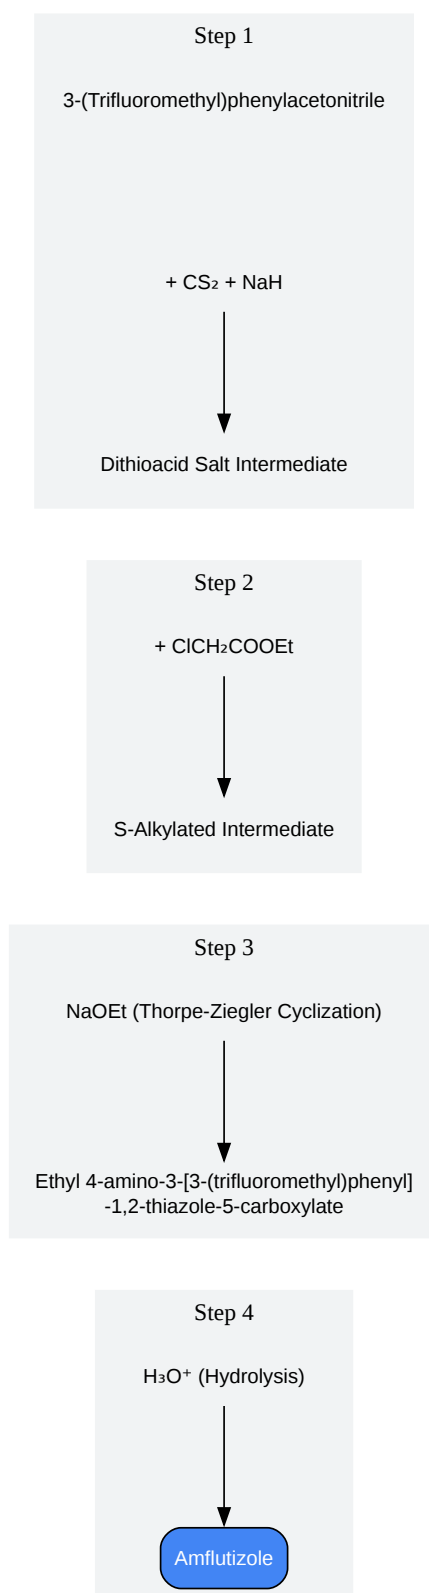 Step 1
3-(Trifluoromethyl)phenylacetonitrile
+ CS₂ + NaH
Dithioacid Salt Intermediate
Step 2
+ ClCH₂COOEt
S-Alkylated Intermediate
Step 3
NaOEt (Thorpe-Ziegler Cyclization)
Ethyl 4-amino-3-[3-(trifluoromethyl)phenyl]
-1,2-thiazole-5-carboxylate
Step 4
H₃O⁺ (Hydrolysis)
Amflutizole